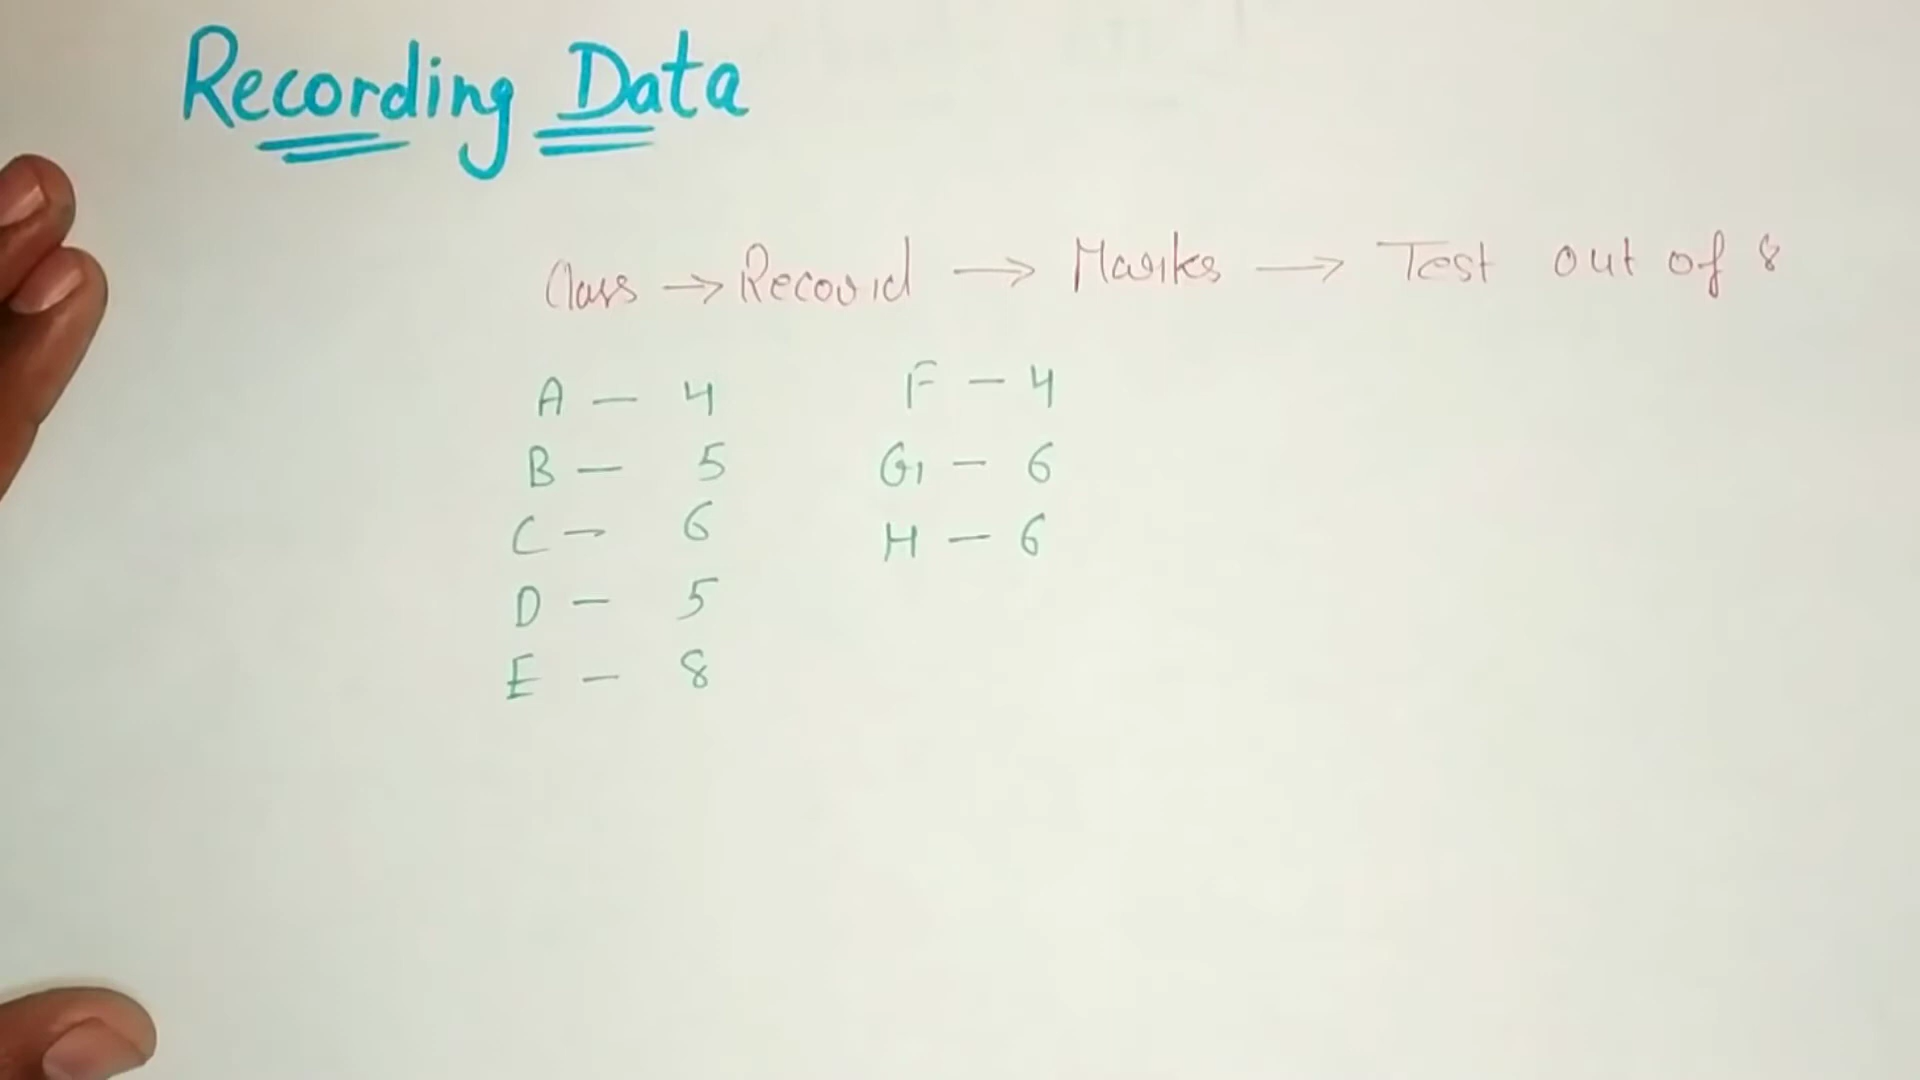 Recording Data
Class → Record → Marks → Test out of 8
A – 4
B – 5
C – 6
D – 5
E – 8
F – 4
G – 6
H – 6